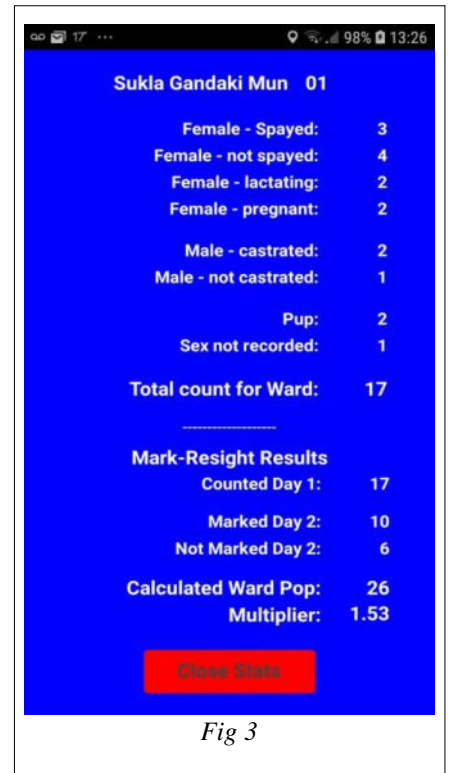 17 ... 98% 13:26
Sukla Gandaki Mun 01
Female - Spayed: 3
Female - not spayed: 4
Female - lactating: 2
Female - pregnant: 2
Male - castrated: 2
Male - not castrated: 1
Pup: 2
Sex not recorded: 1
Total count for Ward: 17
-------------------
Mark-Resight Results
Counted Day 1: 17
Marked Day 2: 10
Not Marked Day 2: 6
Calculated Ward Pop: 26
Multiplier: 1.53
Close Stats
Fig 3